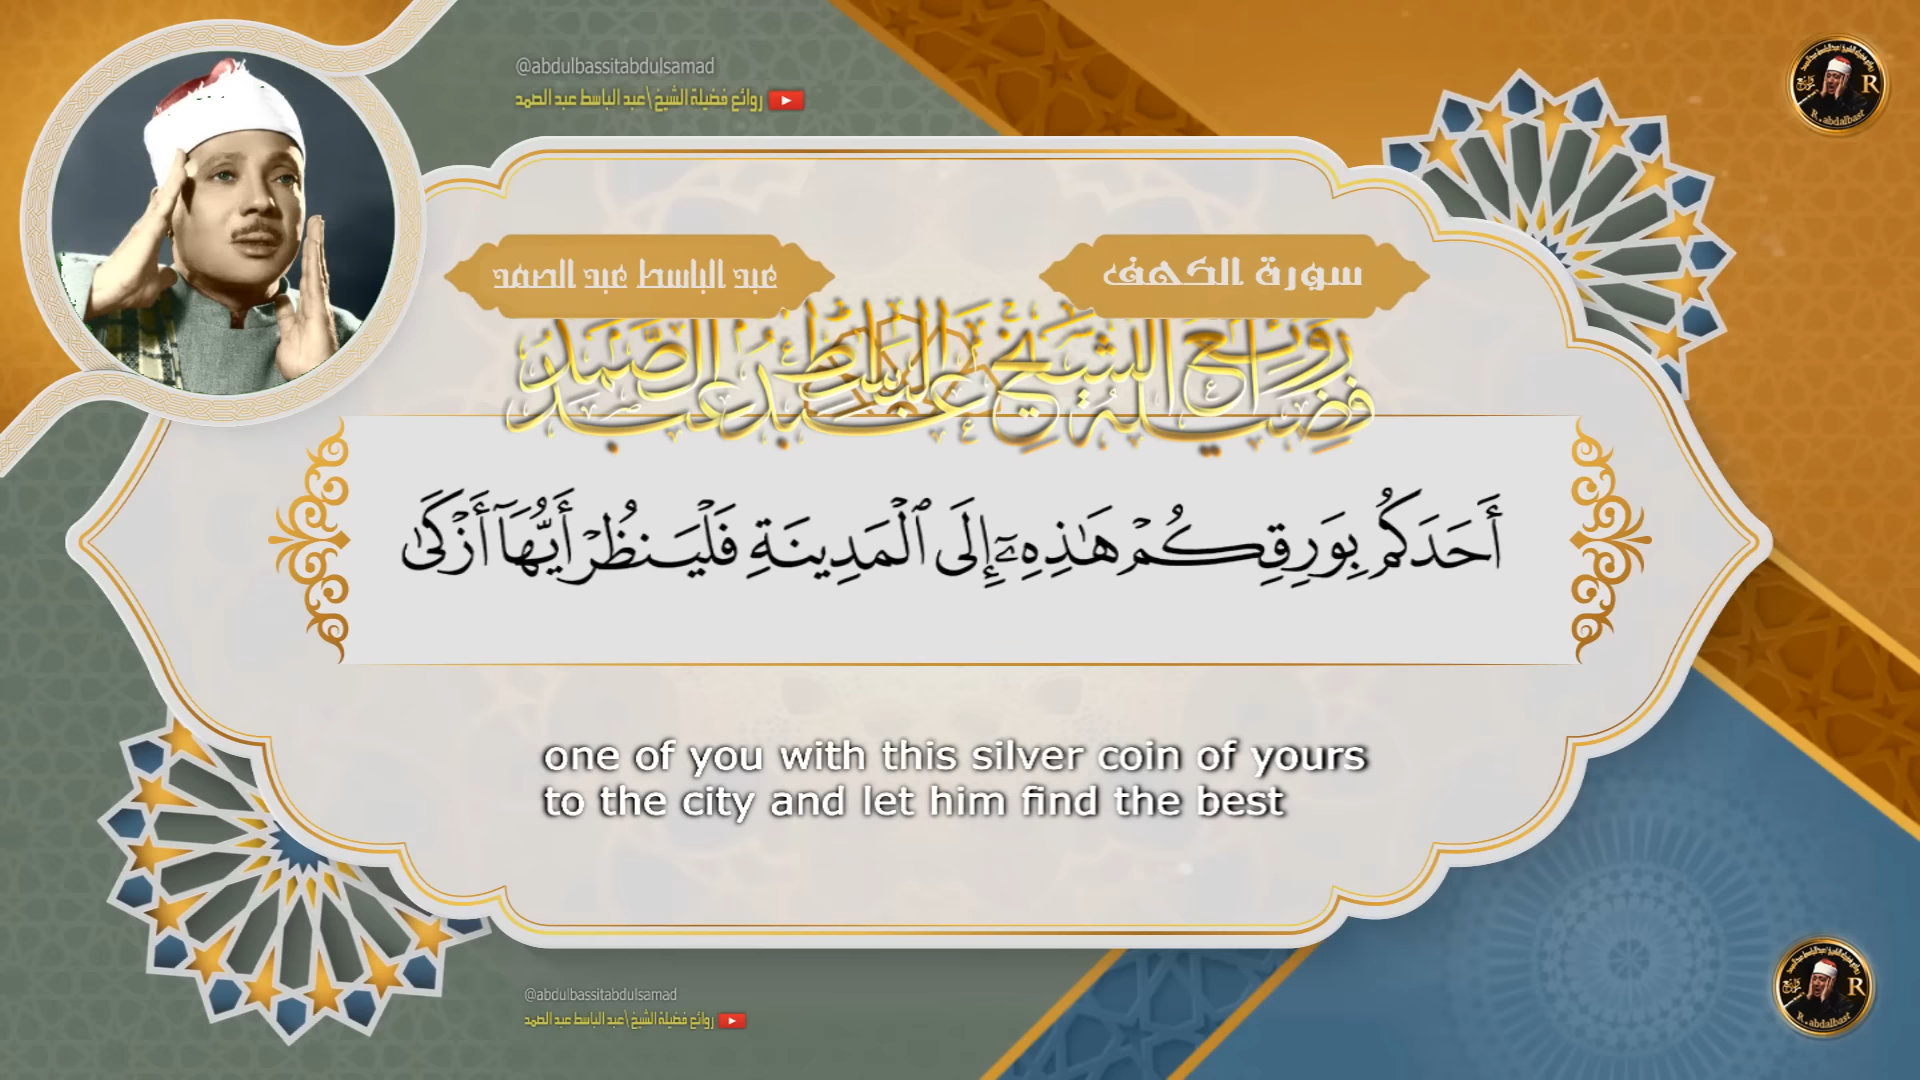 @abdulbassitabdulsamad
روائع فضيلة الشيخ \عبد الباسط عبد الصمد
سورة الكهف
عبد الباسط عبد الصمد
روائع الشيخ عبد الباسط عبد الصمد
فضيلة
أَحَدَكُم بِوَرِقِكُمْ هَٰذِهِۦٓ إِلَى ٱلْمَدِينَةِ فَلْيَنظُرْ أَيُّهَآ أَزْكَىٰ
one of you with this silver coin of yours
to the city and let him find the best
@abdulbassitabdulsamad
روائع فضيلة الشيخ \عبد الباسط عبد الصمد
R
R.abdalbast
R
R.abdalbast